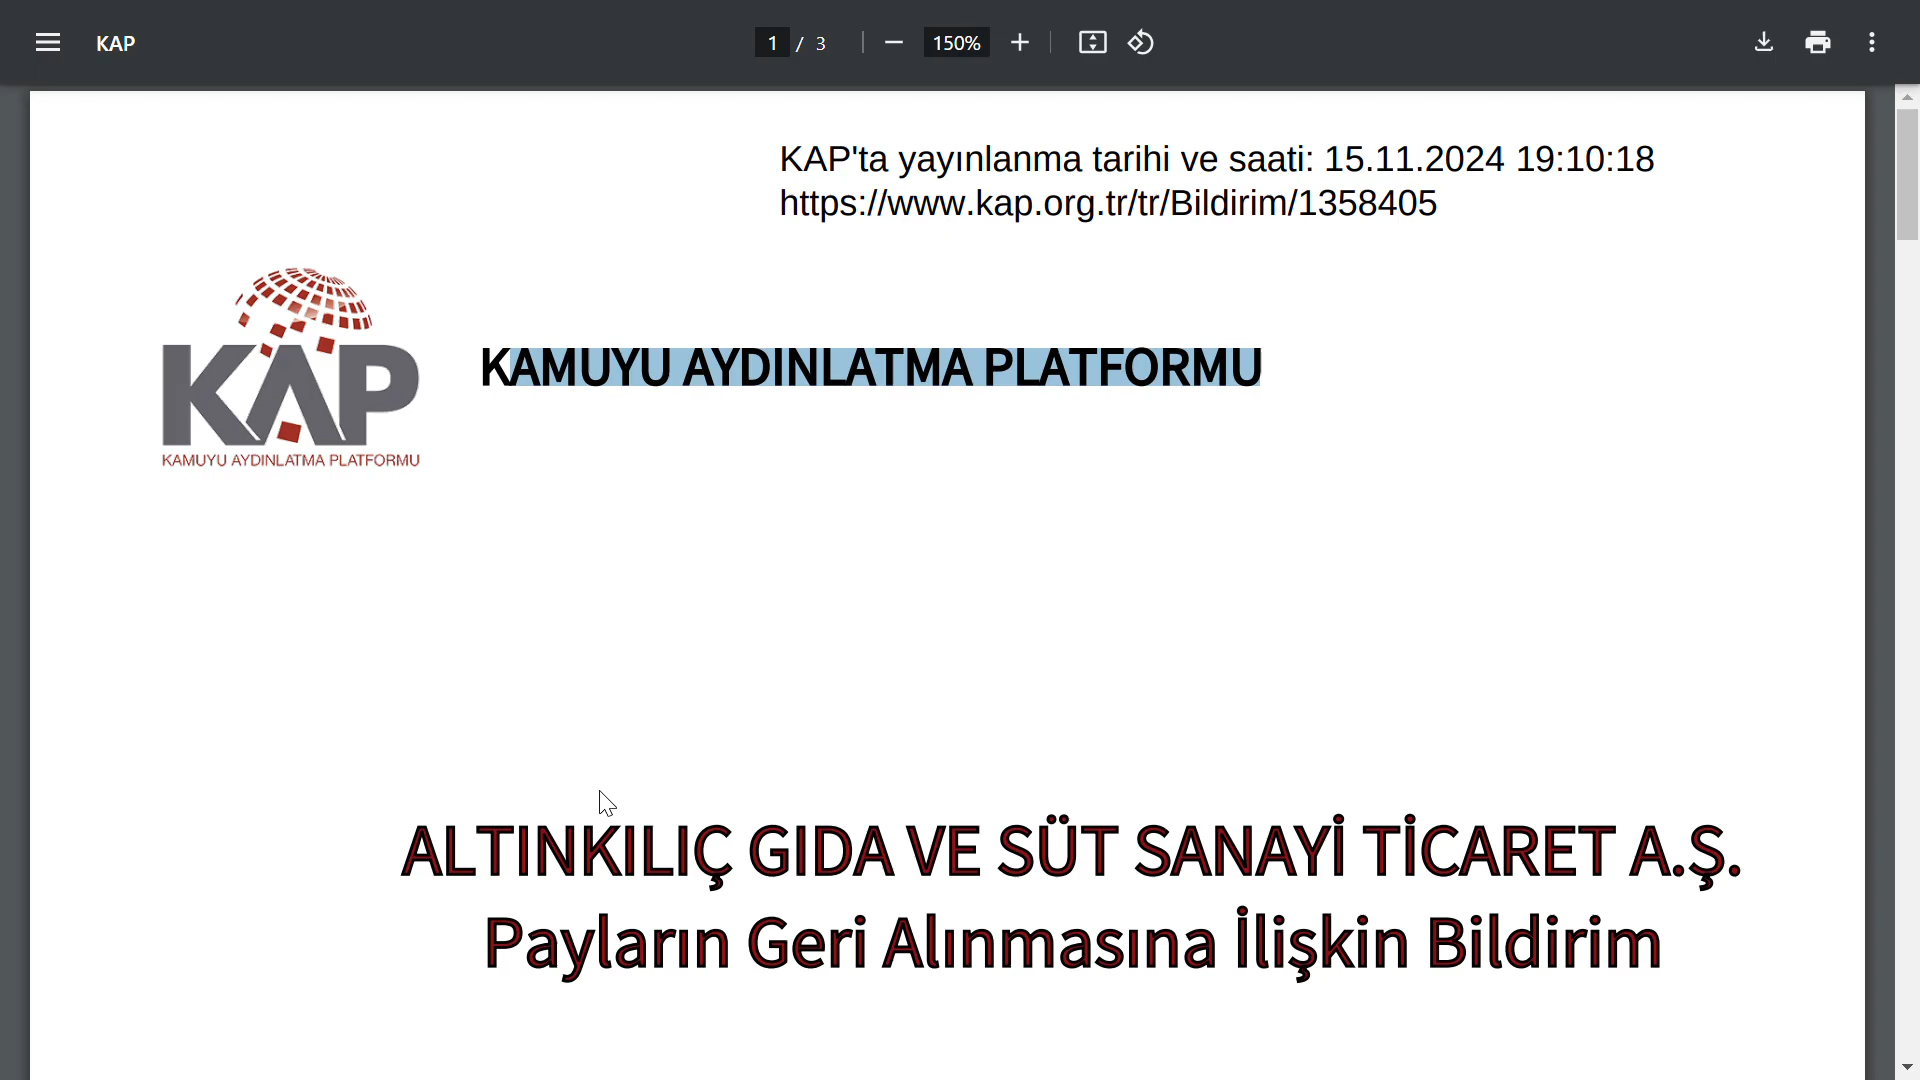 KAP
1 / 3
150%
KAP'ta yayınlanma tarihi ve saati: 15.11.2024 19:10:18
https://www.kap.org.tr/tr/Bildirim/1358405
KAP
KAMUYU AYDINLATMA PLATFORMU
KAMUYU AYDINLATMA PLATFORMU
ALTINKILIÇ GIDA VE SÜT SANAYİ TİCARET A.Ş.
Payların Geri Alınmasına İlişkin Bildirim